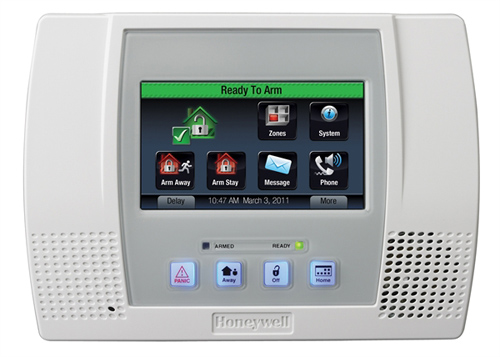 Ready To Arm
Zones
System
Arm Away
Arm Stay
Message
Phone
Delay
10:47 AM March 3, 2011
More
ARMED
READY
PANIC
Away
Off
Home
Honeywell